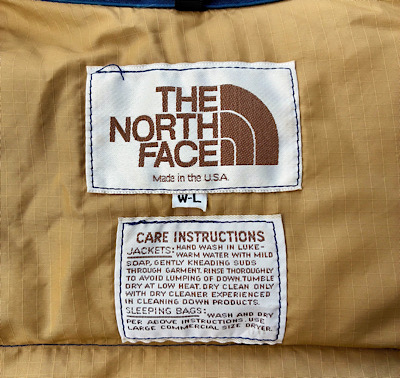 THE
NORTH
FACE
Made in the U.S.A.
W-L
CARE INSTRUCTIONS
JACKETS: HAND WASH IN LUKE-
WARM WATER WITH MILD
SOAP, GENTLY KNEADING SUDS
THROUGH GARMENT. RINSE THOROUGHLY
TO AVOID LUMPING OF DOWN. TUMBLE
DRY AT LOW HEAT. DRY CLEAN ONLY
WITH DRY CLEANER EXPERIENCED
IN CLEANING DOWN PRODUCTS.
SLEEPING BAGS: WASH AND DRY
PER ABOVE INSTRUCTIONS. USE
LARGE COMMERCIAL SIZE DRYER.